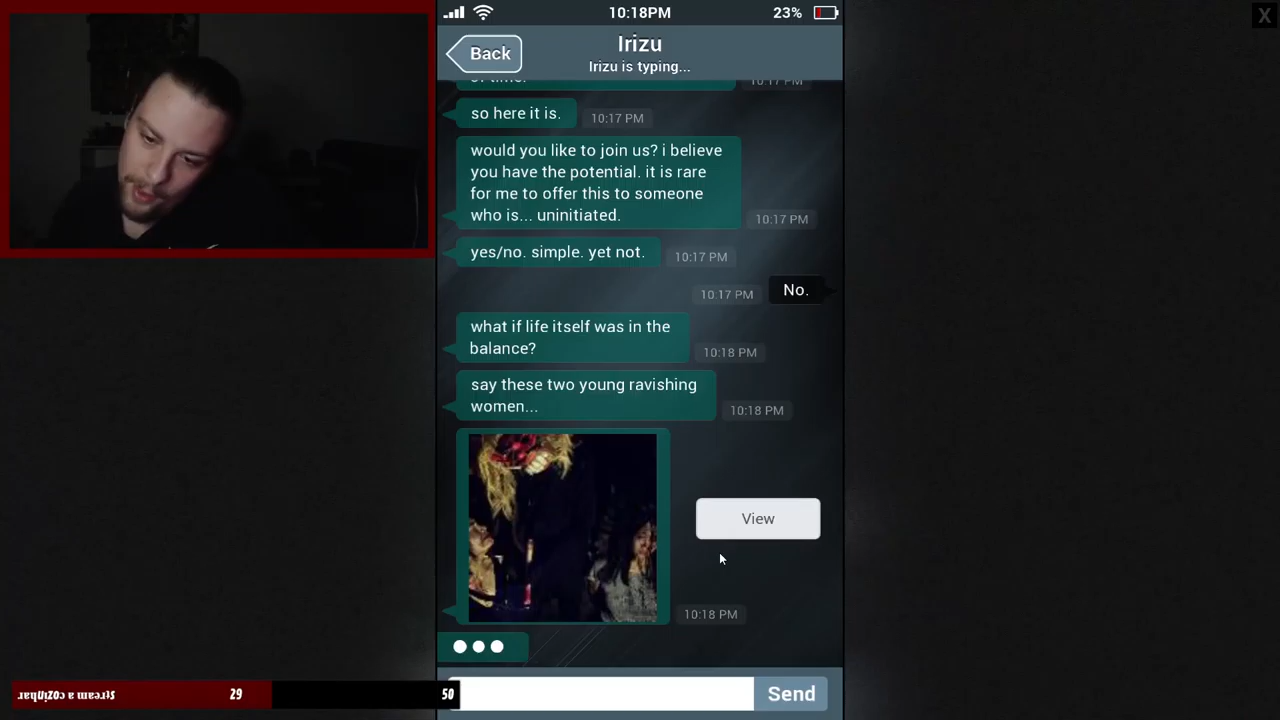 10:18PM
23%
X
Back
Irizu
Irizu is typing...
10:17 PM
so here it is.
10:17 PM
would you like to join us? i believe
you have the potential. it is rare
for me to offer this to someone
who is... uninitiated.
10:17 PM
yes/no. simple. yet not.
10:17 PM
10:17 PM
No.
what if life itself was in the
balance?
10:18 PM
say these two young ravishing
women...
10:18 PM
View
10:18 PM
29
50
Send